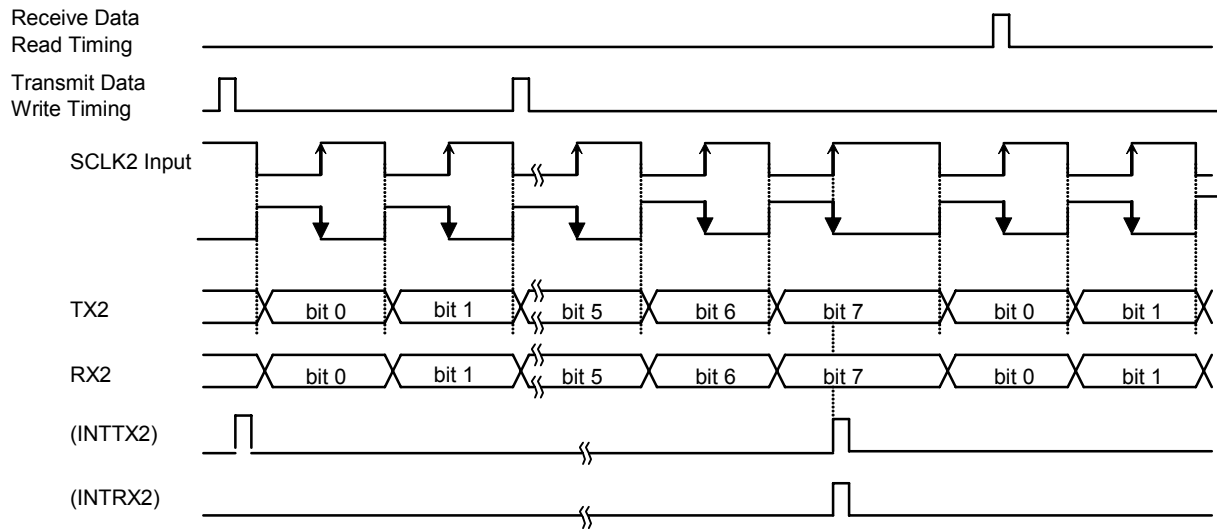 Receive Data
Read Timing
Transmit Data
Write Timing
SCLK2 Input
TX2
bit 0 bit 1 bit 5 bit 6 bit 7 bit 0 bit 1
RX2
bit 0 bit 1 bit 5 bit 6 bit 7 bit 0 bit 1
(INTTX2)
(INTRX2)